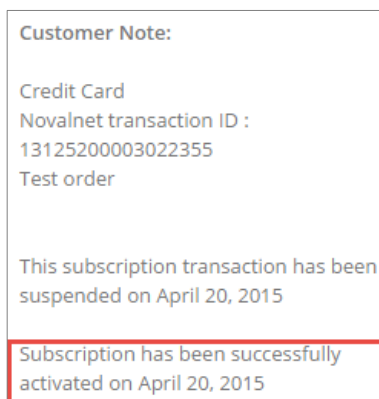 Customer Note:
Credit Card
Novalnet transaction ID :
13125200003022355
Test order
This subscription transaction has been
suspended on April 20, 2015
Subscription has been successfully
activated on April 20, 2015